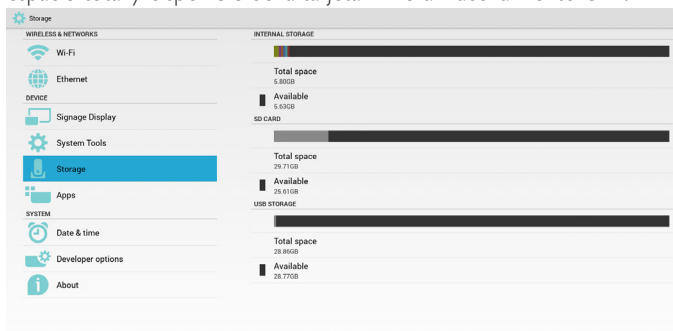 Storage
WIRELESS & NETWORKS
Wi-Fi
Ethernet
DEVICE
Signage Display
System Tools
Storage
Apps
SYSTEM
Date & time
Developer options
About
INTERNAL STORAGE
Total space
5.80GB
Available
5.63GB
SD CARD
Total space
29.71GB
Available
25.61GB
USB STORAGE
Total space
28.86GB
Available
28.77GB